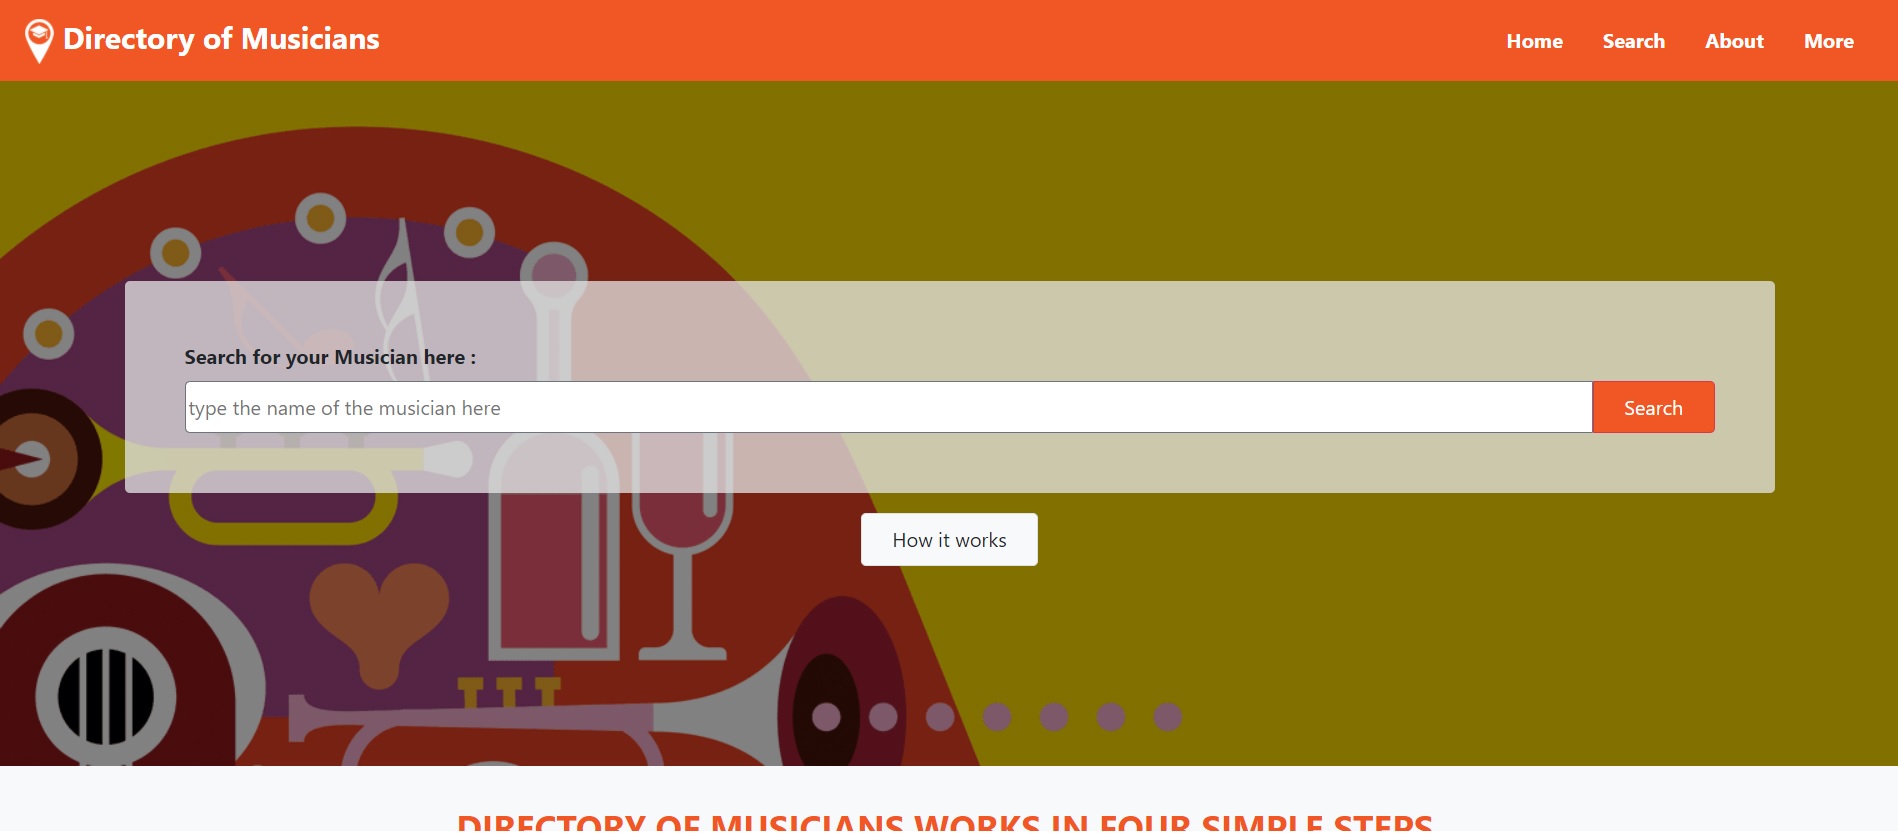 Directory of Musicians
Home
Search
About
More
Search for your Musician here :
type the name of the musician here
Search
How it works
DIRECTORY OF MUSICIANS WORKS IN FOUR SIMPLE STEPS